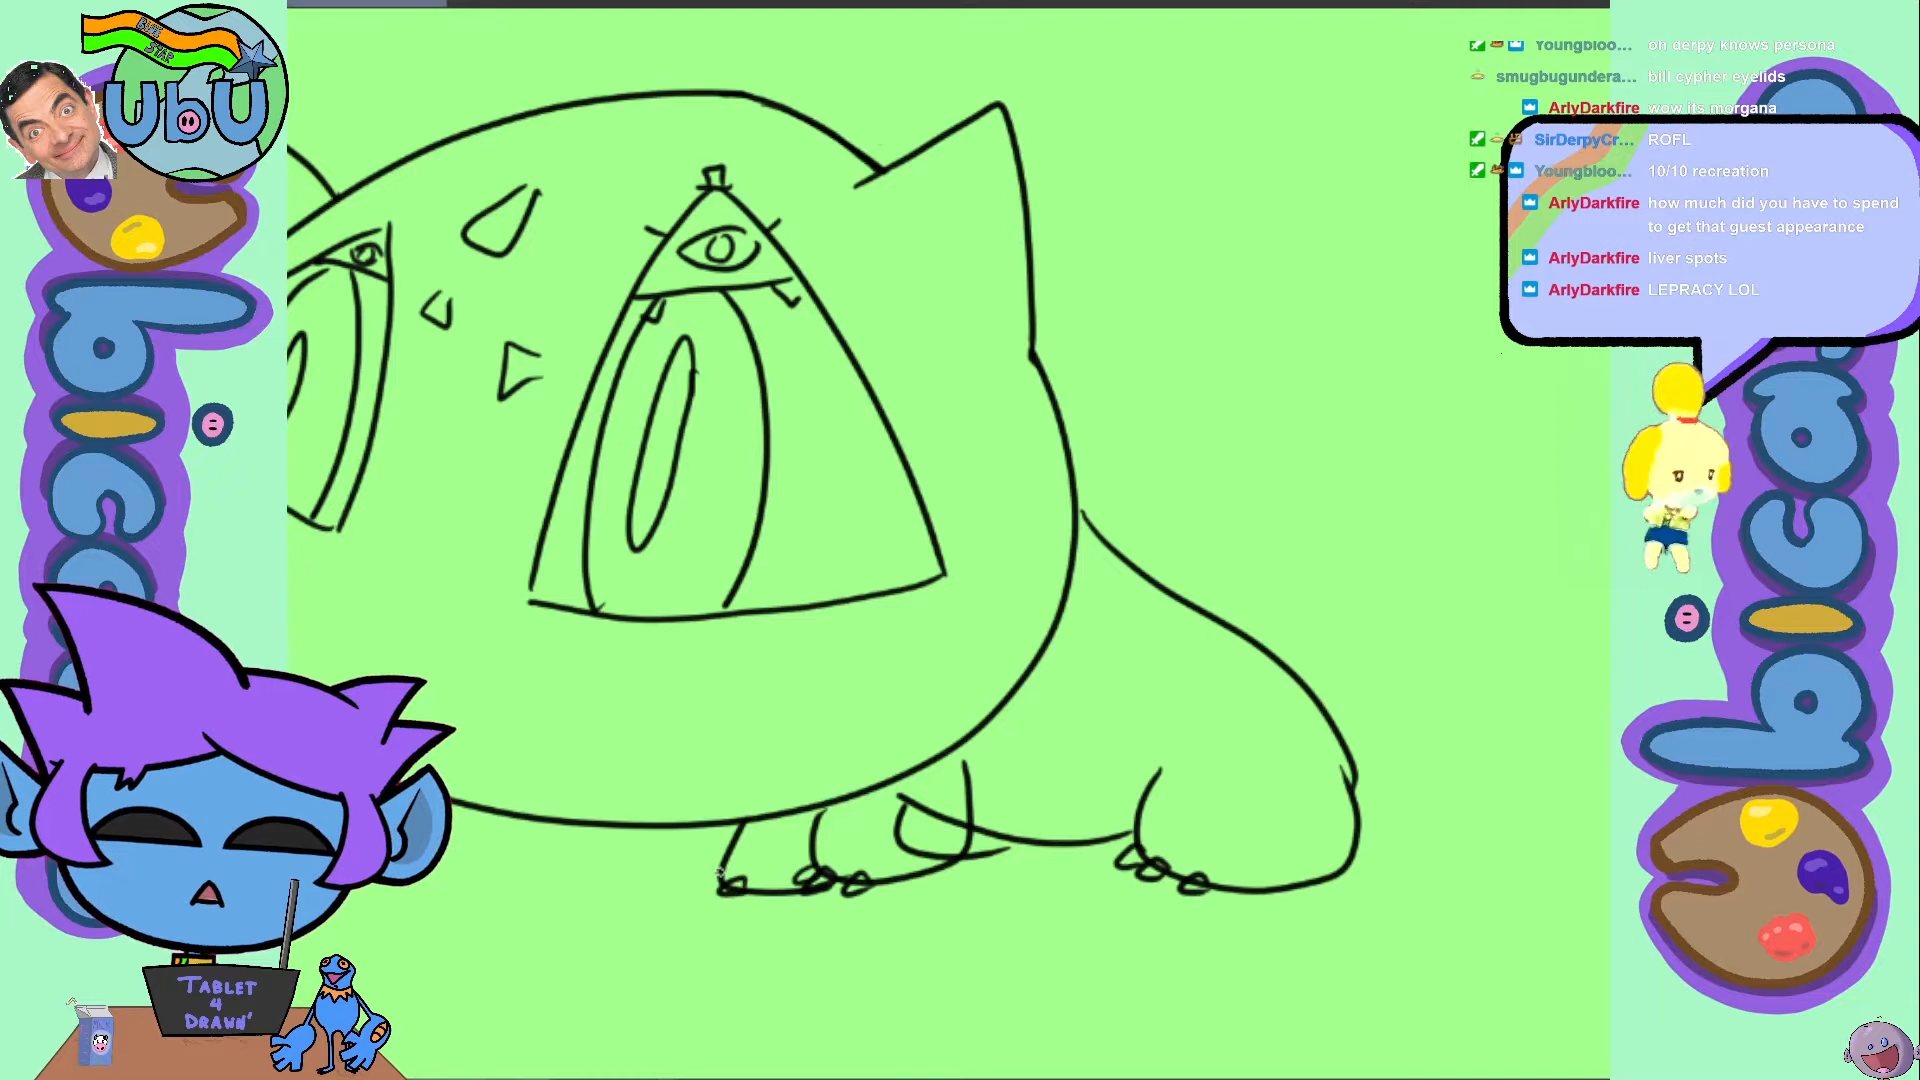 BLUE
STAR
UbU
Youngbloo... oh derpy knows persona
smugbugundera... bill cypher eyelids
ArlyDarkfire wow its morgana
SirDerpyCr... ROFL
Youngbloo... 10/10 recreation
ArlyDarkfire how much did you have to spend
to get that guest appearance
ArlyDarkfire liver spots
ArlyDarkfire LEPRACY LOL
TABLET
4
DRAWN'